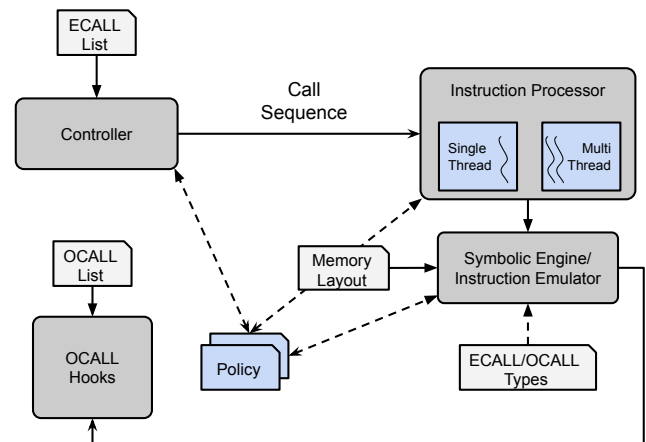 ECALL
List
Controller
Call
Sequence
Instruction Processor
Single
Thread
Multi
Thread
OCALL
List
Memory
Layout
Symbolic Engine/
Instruction Emulator
OCALL
Hooks
Policy
ECALL/OCALL
Types